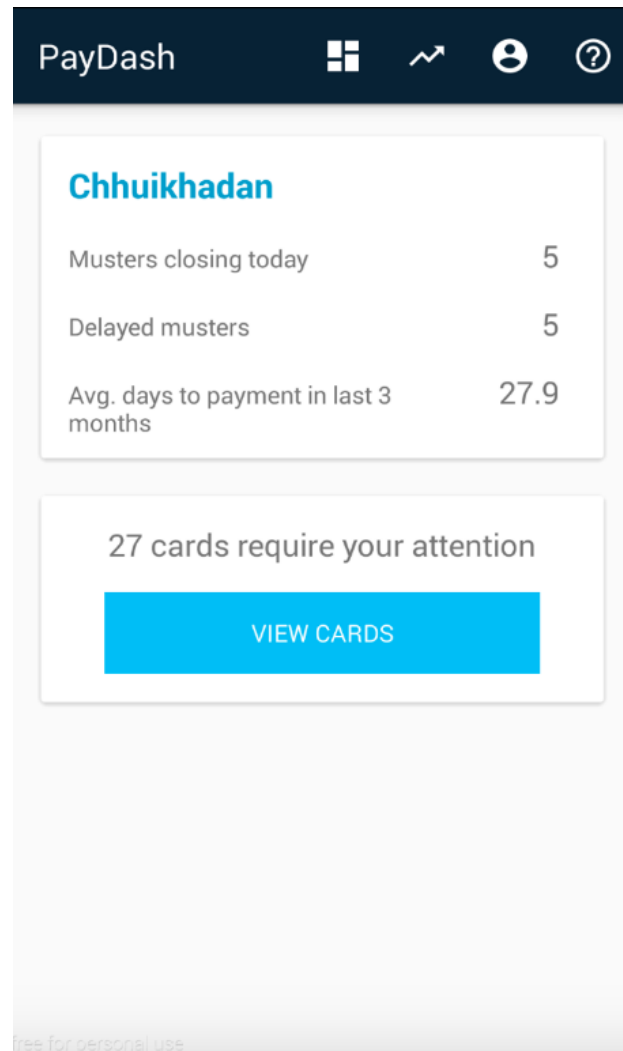 PayDash
Chhuikhadan
Musters closing today 5
Delayed musters 5
Avg. days to payment in last 3 27.9
months
27 cards require your attention
VIEW CARDS
free for personal use